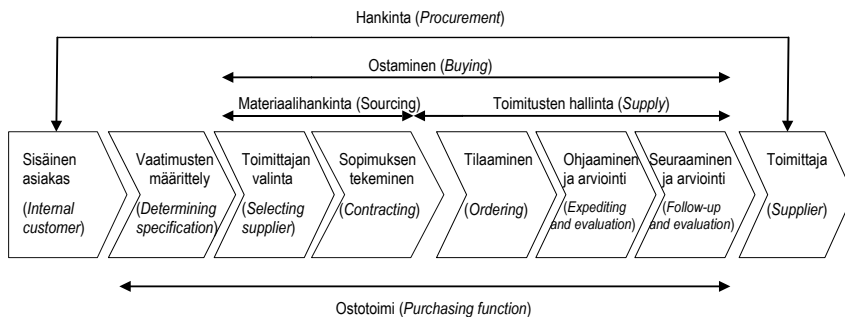 Hankinta (Procurement)
Ostaminen (Buying)
Materiaalihankinta (Sourcing)
Toimitusten hallinta (Supply)
Sisäinen
asiakas
(Internal
customer)
Vaatimusten
määrittely
(Determining
specification)
Toimittajan
valinta
(Selecting
supplier)
Sopimuksen
tekeminen
(Contracting)
Tilaaminen
(Ordering)
Ohjaaminen
ja arviointi
(Expediting
and evaluation)
Seuraaminen
ja arviointi
(Follow-up
and evaluation)
Toimittaja
(Supplier)
Ostotoimi (Purchasing function)